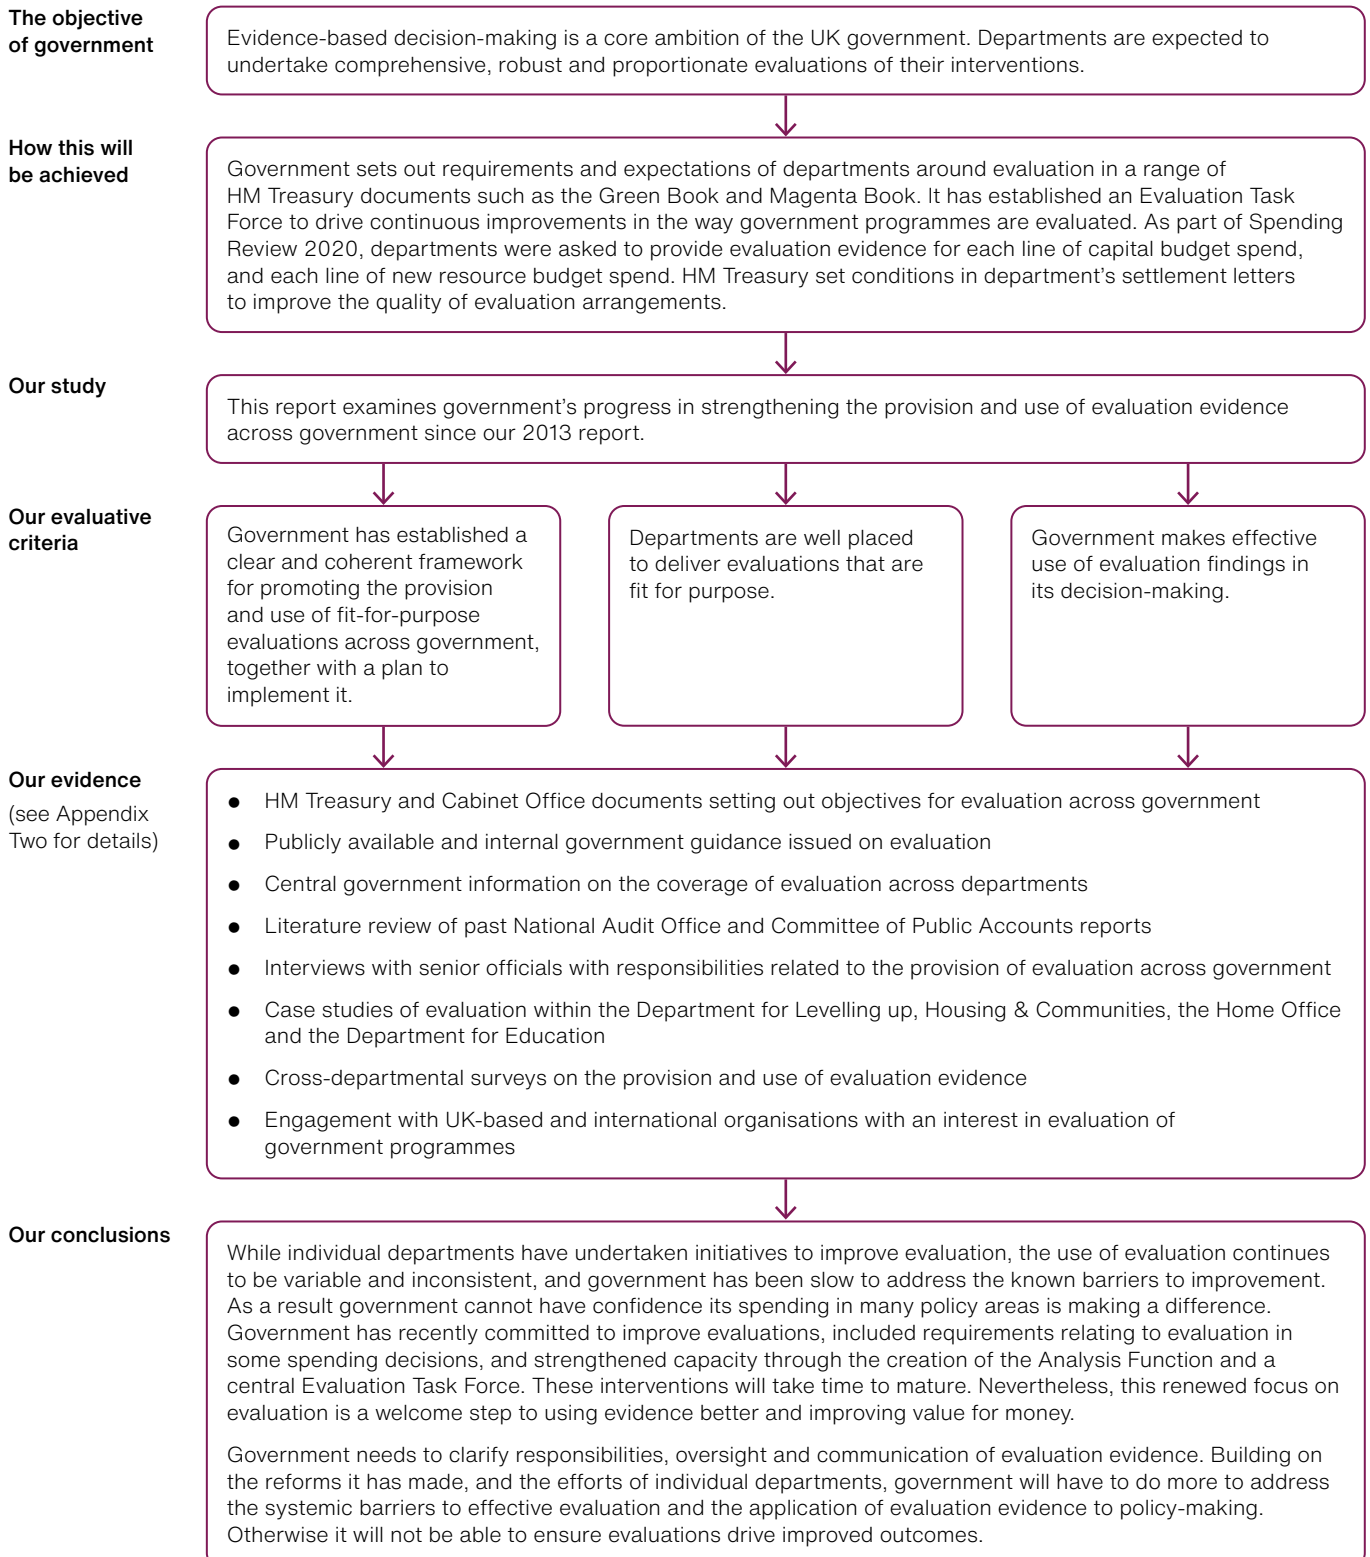 The objective
of government
Evidence-based decision-making is a core ambition of the UK government. Departments are expected to
undertake comprehensive, robust and proportionate evaluations of their interventions.
How this will
be achieved
Government sets out requirements and expectations of departments around evaluation in a range of
HM Treasury documents such as the Green Book and Magenta Book. It has established an Evaluation Task
Force to drive continuous improvements in the way government programmes are evaluated. As part of Spending
Review 2020, departments were asked to provide evaluation evidence for each line of capital budget spend,
and each line of new resource budget spend. HM Treasury set conditions in department's settlement letters
to improve the quality of evaluation arrangements.
Our study
This report examines government's progress in strengthening the provision and use of evaluation evidence
across government since our 2013 report.
Our evaluative
criteria
Government has established a
clear and coherent framework
for promoting the provision
and use of fit-for-purpose
evaluations across government,
together with a plan to
implement it.
Departments are well placed
to deliver evaluations that are
fit for purpose.
Government makes effective
use of evaluation findings in
its decision-making.
Our evidence
(see Appendix
Two for details)
● HM Treasury and Cabinet Office documents setting out objectives for evaluation across government
● Publicly available and internal government guidance issued on evaluation
● Central government information on the coverage of evaluation across departments
● Literature review of past National Audit Office and Committee of Public Accounts reports
● Interviews with senior officials with responsibilities related to the provision of evaluation across government
● Case studies of evaluation within the Department for Levelling up, Housing & Communities, the Home Office
and the Department for Education
● Cross-departmental surveys on the provision and use of evaluation evidence
● Engagement with UK-based and international organisations with an interest in evaluation of
government programmes
Our conclusions
While individual departments have undertaken initiatives to improve evaluation, the use of evaluation continues
to be variable and inconsistent, and government has been slow to address the known barriers to improvement.
As a result government cannot have confidence its spending in many policy areas is making a difference.
Government has recently committed to improve evaluations, included requirements relating to evaluation in
some spending decisions, and strengthened capacity through the creation of the Analysis Function and a
central Evaluation Task Force. These interventions will take time to mature. Nevertheless, this renewed focus on
evaluation is a welcome step to using evidence better and improving value for money.
Government needs to clarify responsibilities, oversight and communication of evaluation evidence. Building on
the reforms it has made, and the efforts of individual departments, government will have to do more to address
the systemic barriers to effective evaluation and the application of evaluation evidence to policy-making.
Otherwise it will not be able to ensure evaluations drive improved outcomes.